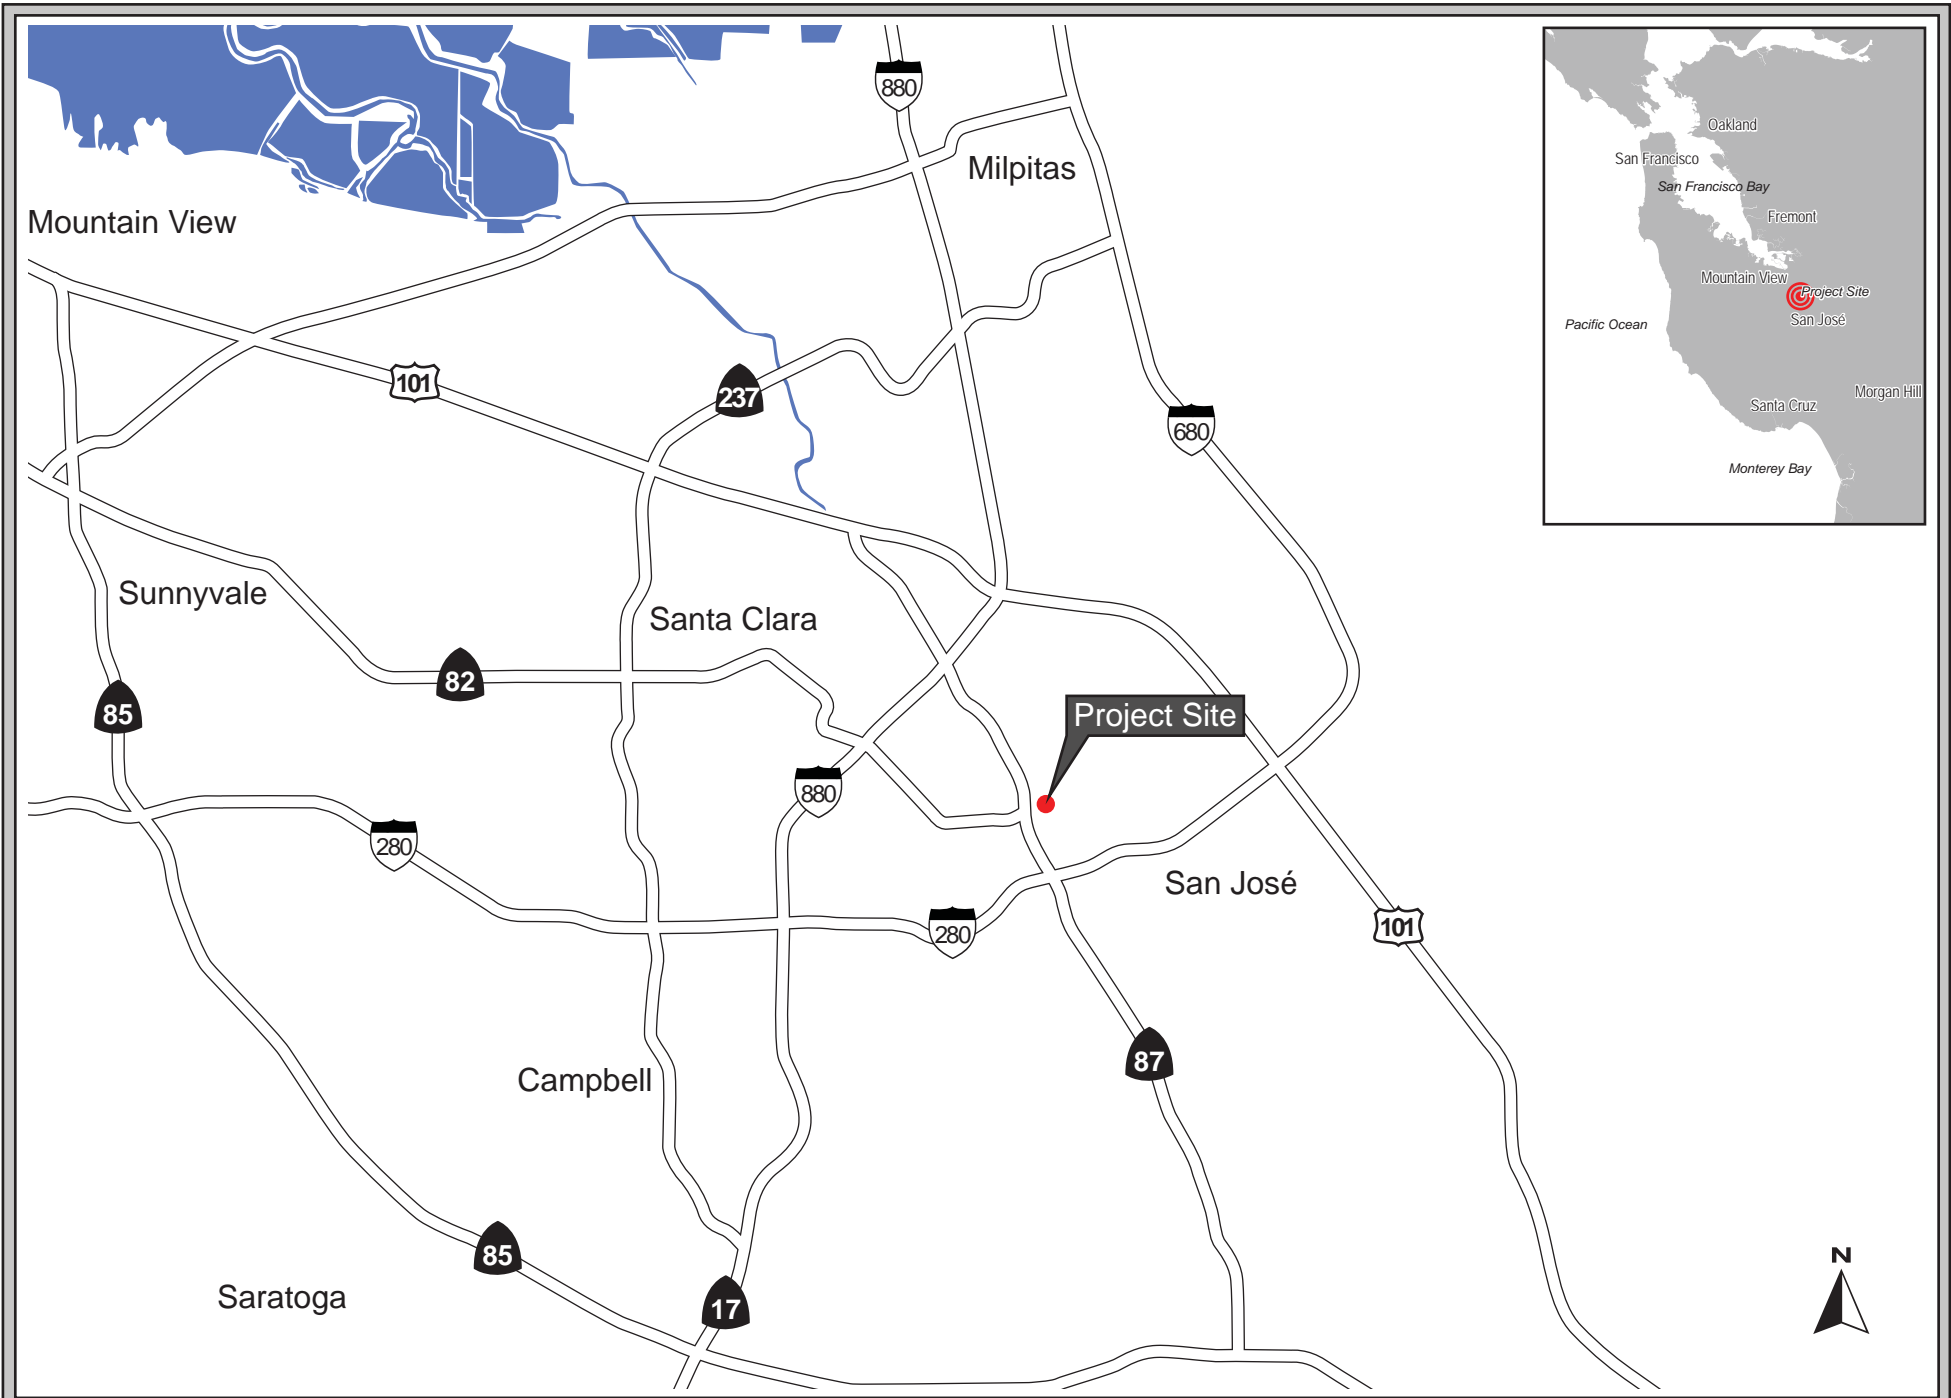 880
Milpitas
Mountain View
101
237
680
Sunnyvale
Santa Clara
82
85
Project Site
880
280
San José
280
101
87
Campbell
85
Saratoga
17
N
Oakland
San Francisco
San Francisco Bay
Fremont
Mountain View
Project Site
San José
Pacific Ocean
Morgan Hill
Santa Cruz
Monterey Bay